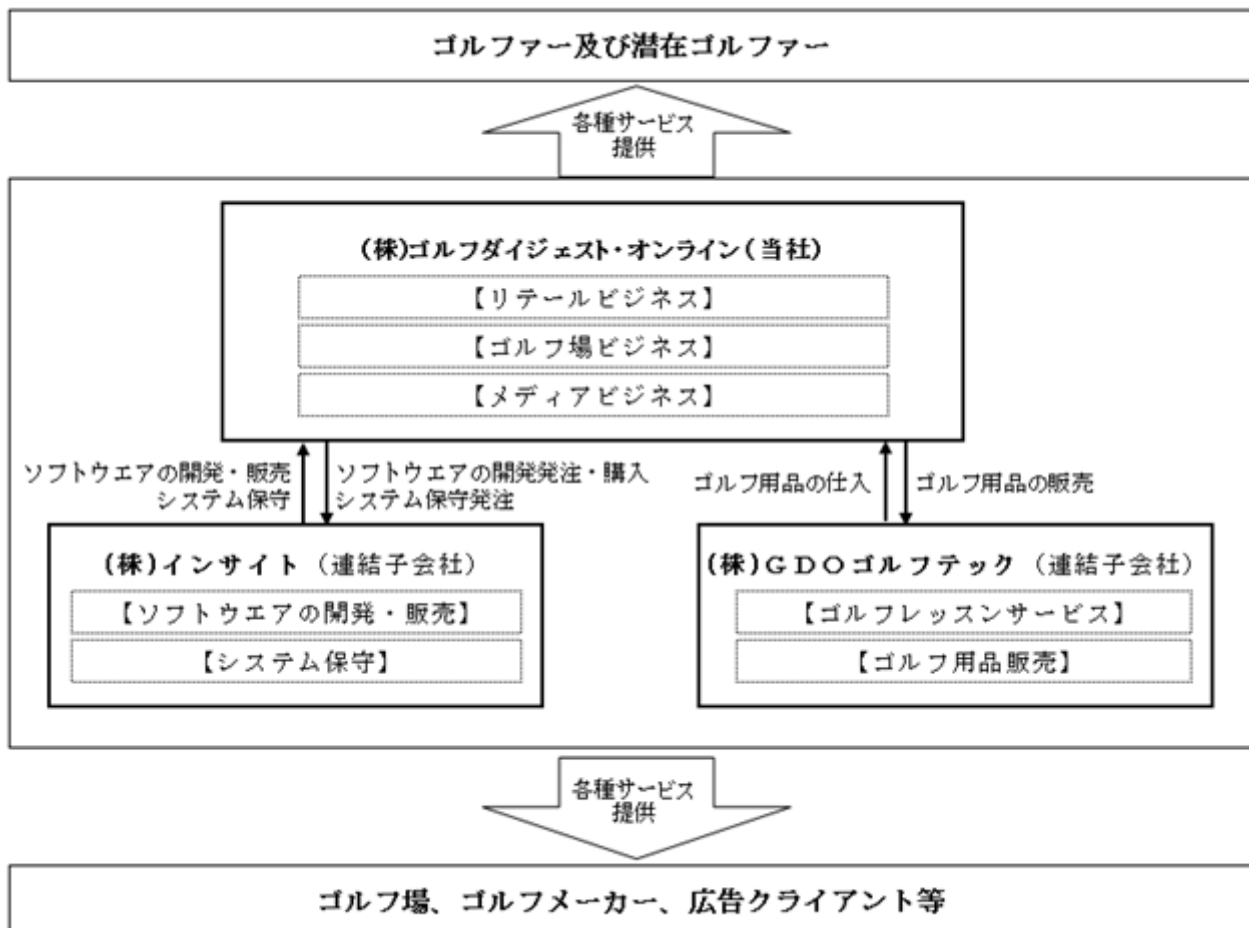 ゴルファー及び潜在ゴルファー
各種サービス
提供
(株)ゴルフダイジェスト・オンライン(当社)
【リテールビジネス】
【ゴルフ場ビジネス】
【メディアビジネス】
ソフトウエアの開発・販売
システム保守
ソフトウエアの開発発注・購入
システム保守発注
ゴルフ用品の仕入
ゴルフ用品の販売
(株)インサイト（連結子会社）
【ソフトウエアの開発・販売】
【システム保守】
(株)GDOゴルフテック（連結子会社）
【ゴルフレッスンサービス】
【ゴルフ用品販売】
各種サービス
提供
ゴルフ場、ゴルフメーカー、広告クライアント等